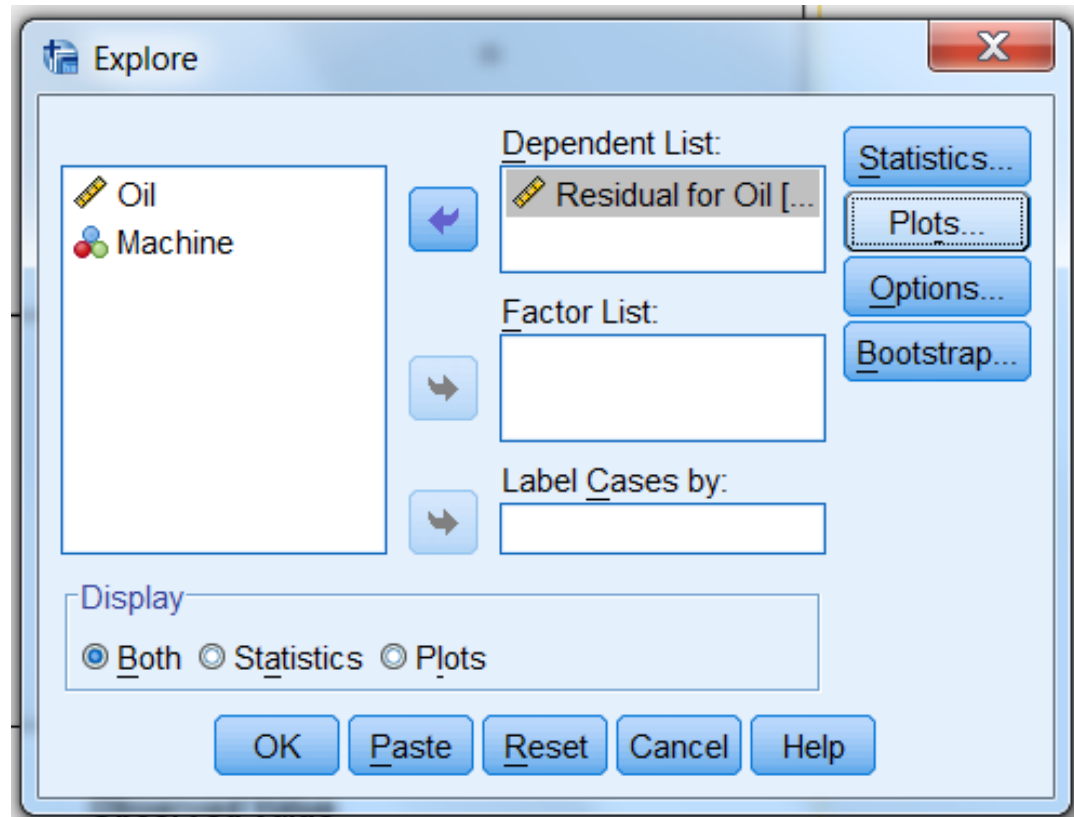 Explore
Dependent List:
Oil
Machine
Residual for Oil [...
Factor List:
Label Cases by:
Statistics...
Plots...
Options...
Bootstrap...
Display
Both Statistics Plots
OK Paste Reset Cancel Help